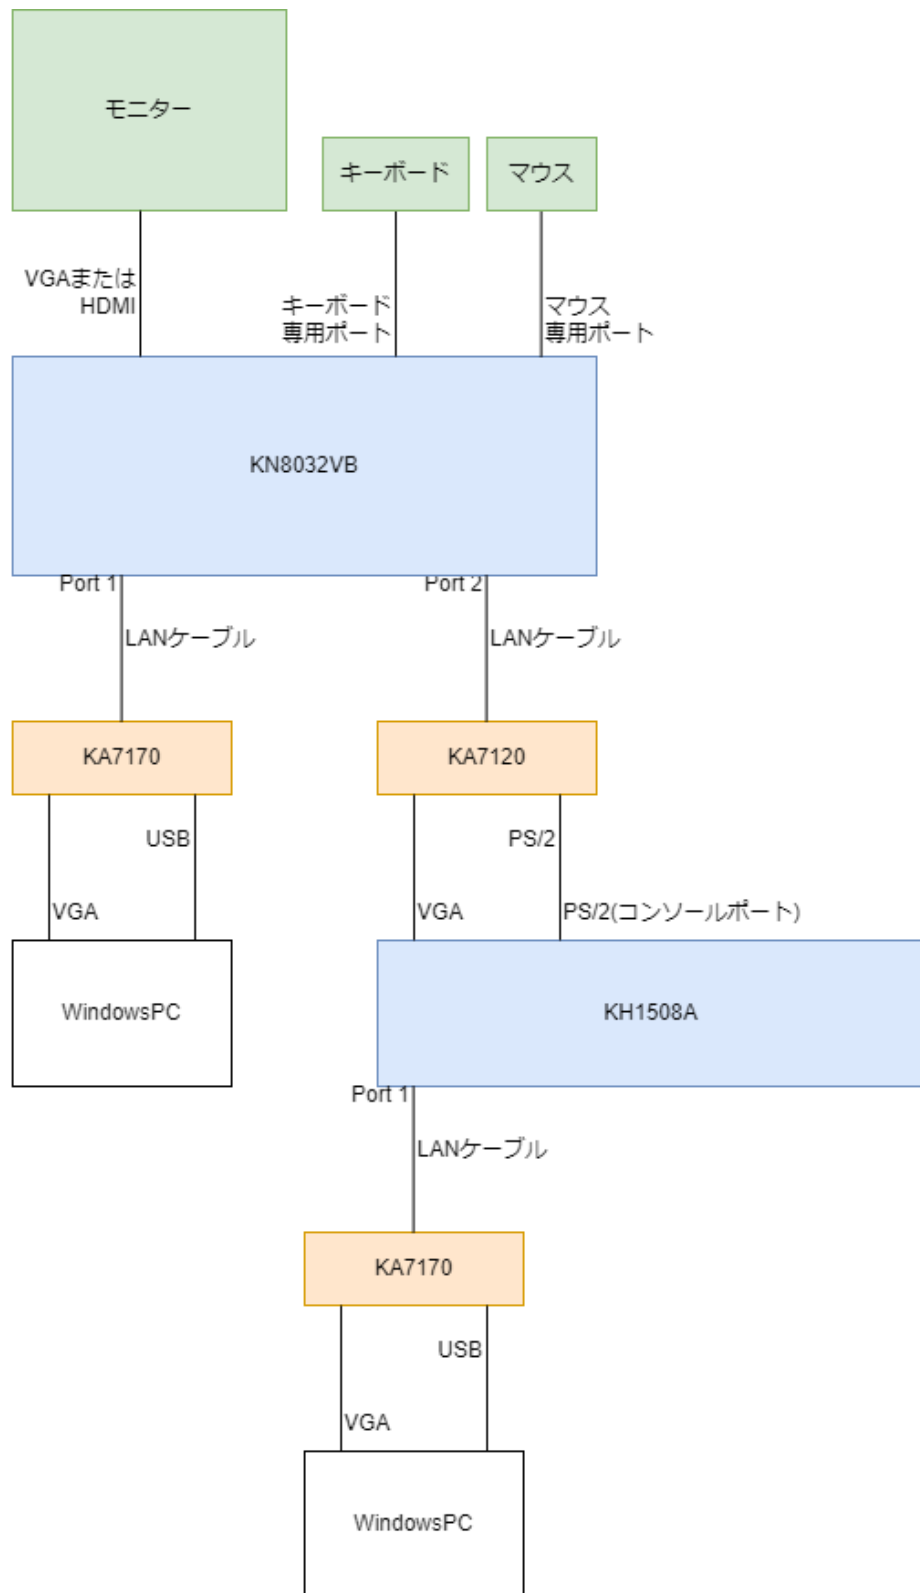 モニター
キーボード
マウス
VGAまたは
HDMI
キーボード
専用ポート
マウス
専用ポート
KN8032VB
Port 1
Port 2
LANケーブル
LANケーブル
KA7170
KA7120
USB
PS/2
VGA
VGA
PS/2(コンソールポート)
WindowsPC
KH1508A
Port 1
LANケーブル
KA7170
USB
VGA
WindowsPC